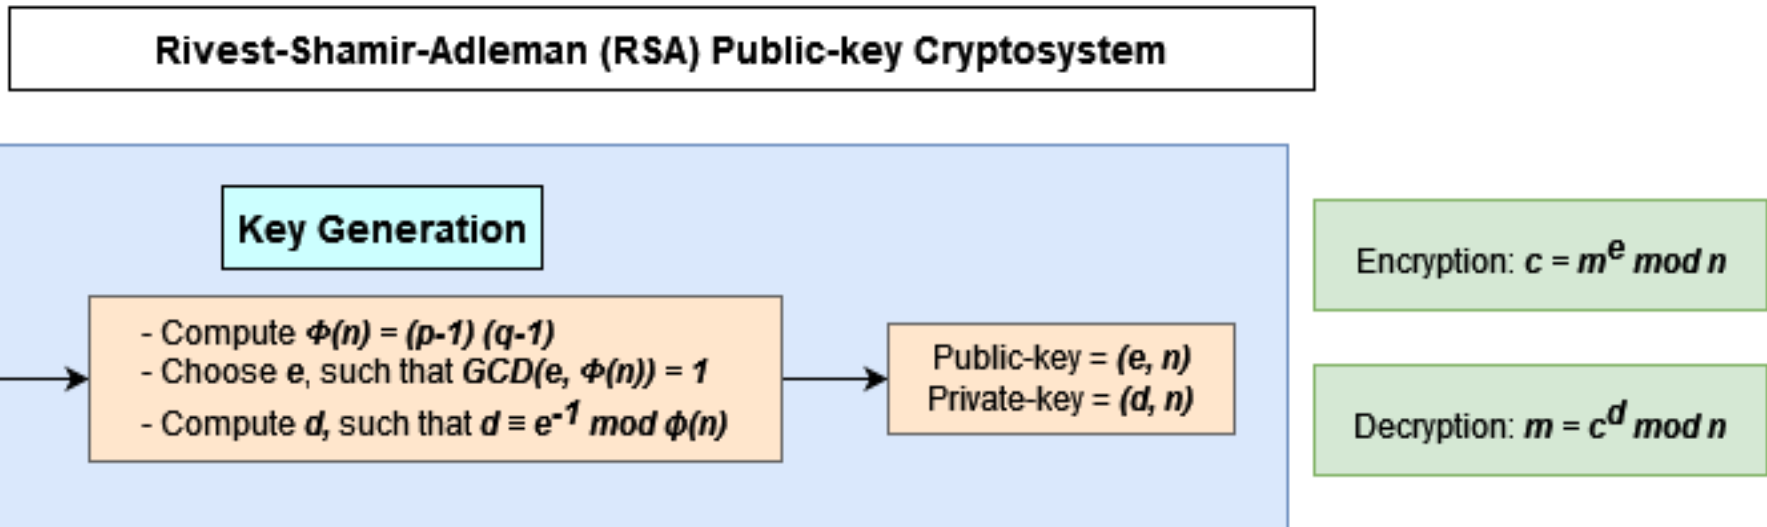 Rivest-Shamir-Adleman (RSA) Public-key Cryptosystem
Key Generation
- Compute Φ(n) = (p-1) (q-1)
- Choose e, such that GCD(e, Φ(n)) = 1
- Compute d, such that d ≡ e⁻¹ mod ϕ(n)
Public-key = (e, n)
Private-key = (d, n)
Encryption: c = mᵉ mod n
Decryption: m = cᵈ mod n